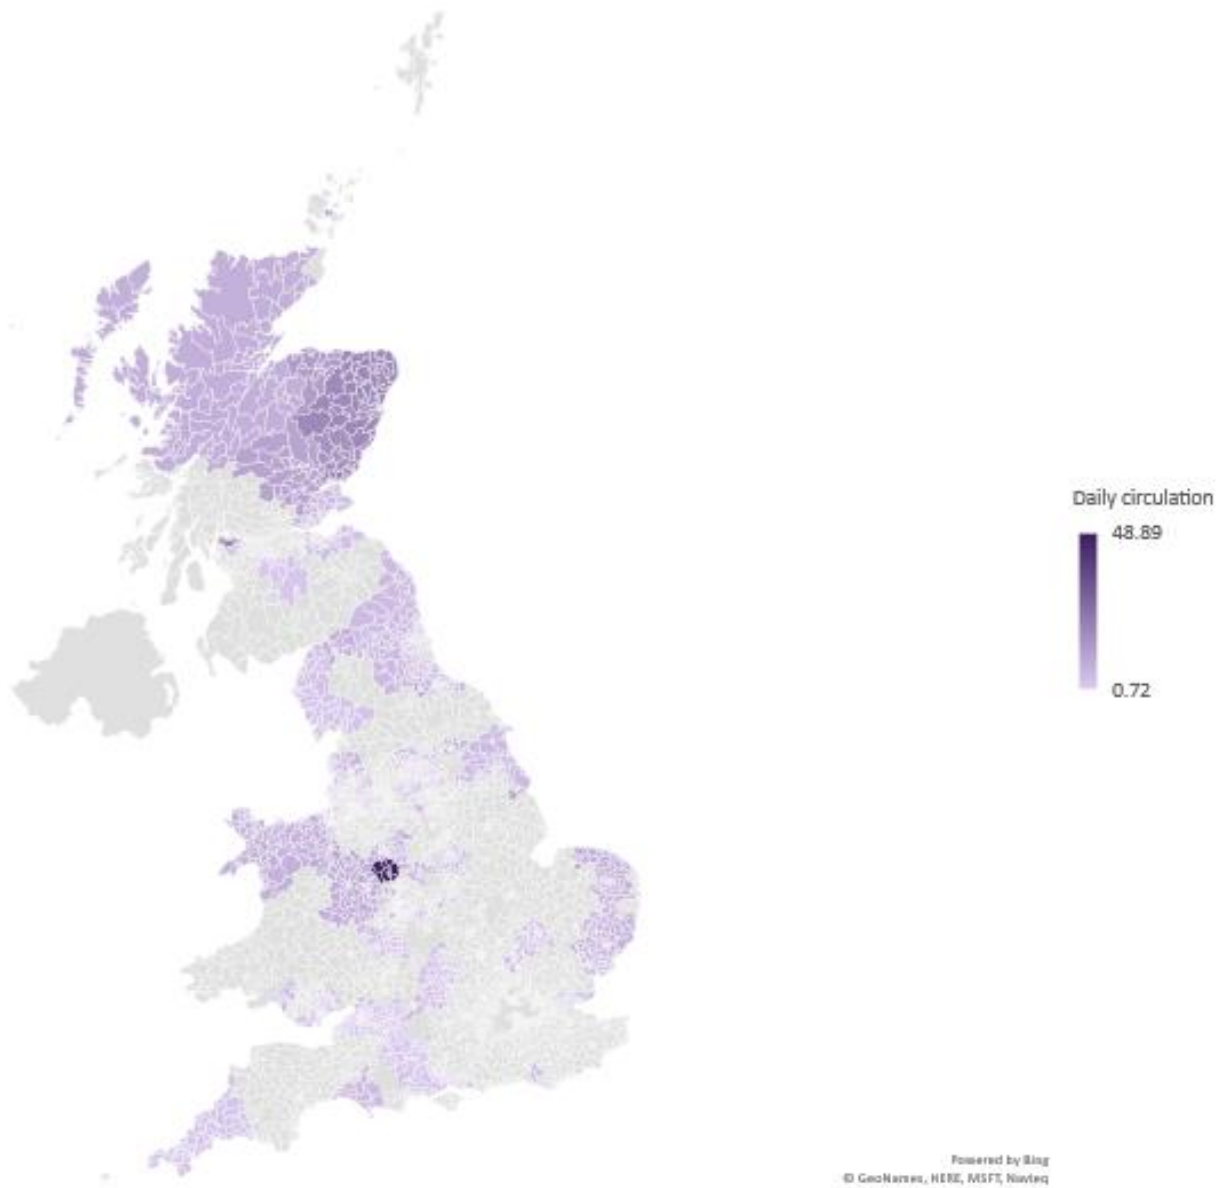 Daily circulation
48.89
0.72
Powered by Bing
© GeoNames, HERE, MSFT, Navteq